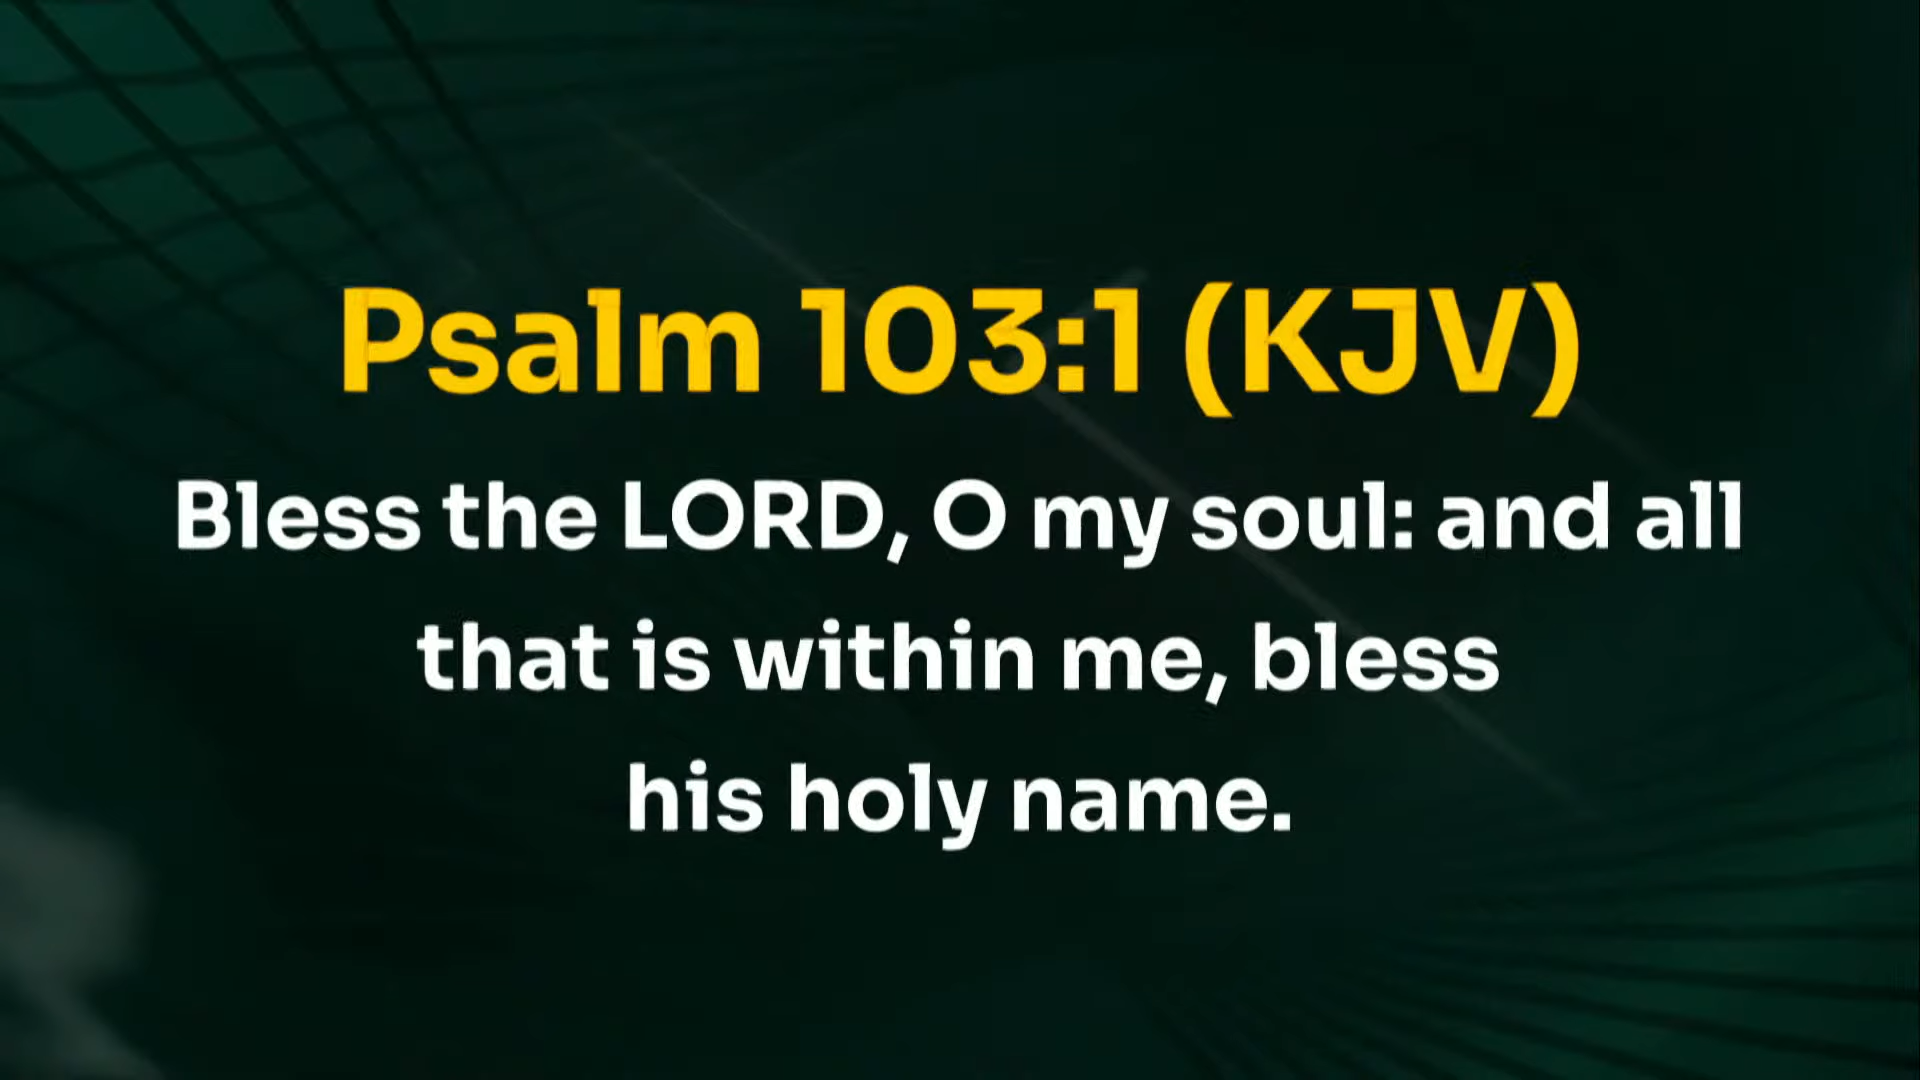 Psalm 103:1 (KJV)
Bless the LORD, O my soul: and all
that is within me, bless
his holy name.